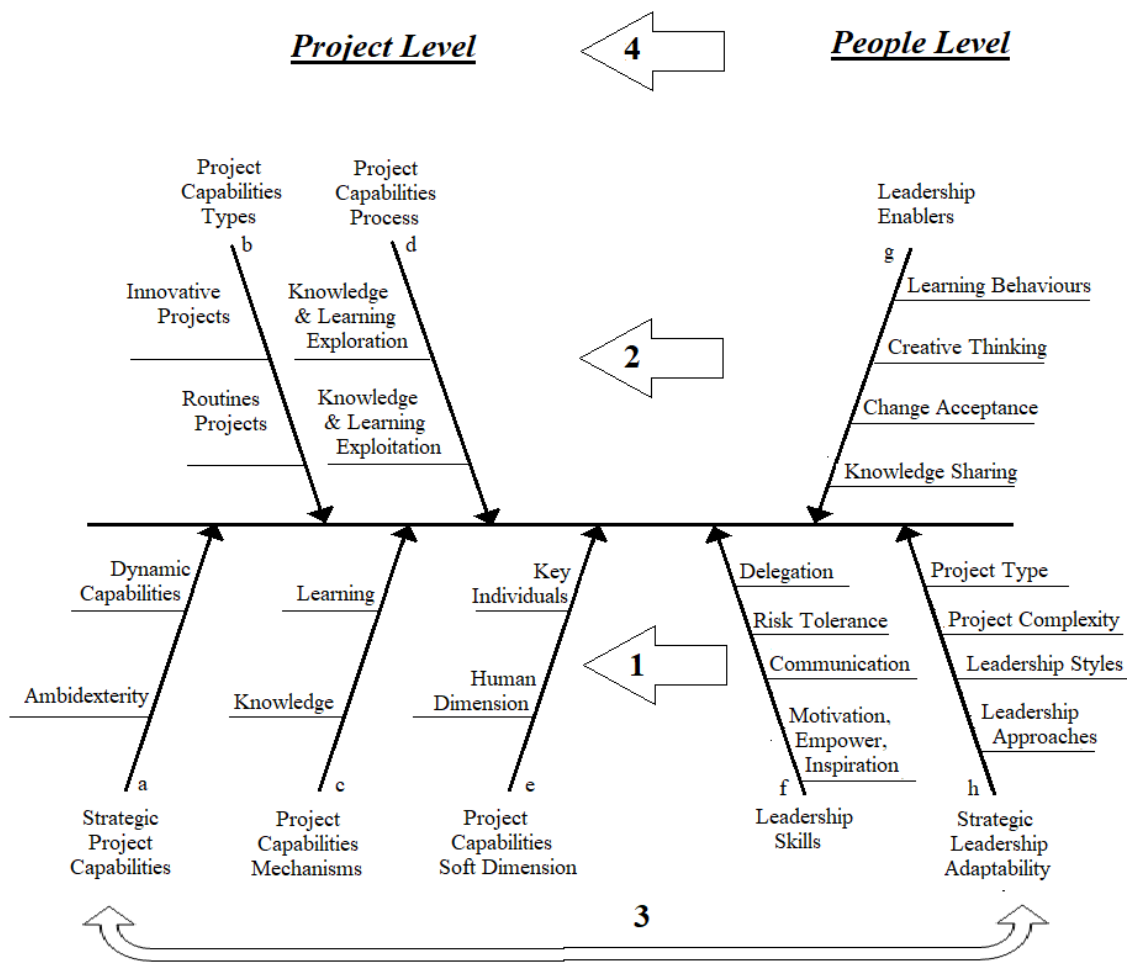 Project Level
4
People Level
Project
Capabilities
Types
b
Project
Capabilities
Process
d
Leadership
Enablers
g
Innovative
Projects
Routines
Projects
Knowledge
& Learning
Exploration
Knowledge
& Learning
Exploitation
2
Learning Behaviours
Creative Thinking
Change Acceptance
Knowledge Sharing
Dynamic
Capabilities
Ambidexterity
Learning
Knowledge
Key
Individuals
Human
Dimension
1
Delegation
Risk Tolerance
Communication
Motivation,
Empower,
Inspiration
Project Type
Project Complexity
Leadership Styles
Leadership
Approaches
a
Strategic
Project
Capabilities
c
Project
Capabilities
Mechanisms
e
Project
Capabilities
Soft Dimension
f
Leadership
Skills
h
Strategic
Leadership
Adaptability
3